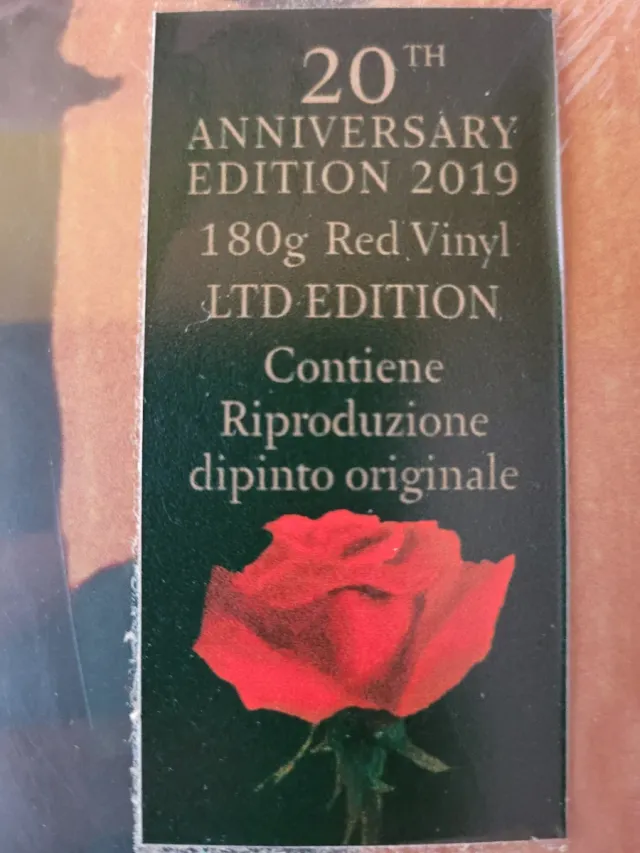 20TH
ANNIVERSARY
EDITION 2019
180g Red Vinyl
LTD EDITION
Contiene
Riproduzione
dipinto originale